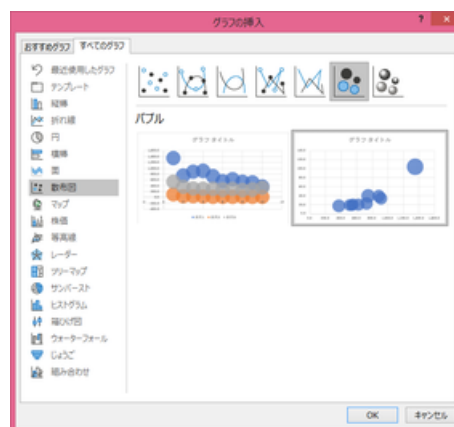 グラフの挿入
?
×
おすすめグラフ すべてのグラフ
最近使用したグラフ
テンプレート
縦棒
折れ線
円
横棒
面
散布図
マップ
株価
等高線
レーダー
ツリーマップ
サンバースト
ヒストグラム
箱ひげ図
ウォーターフォール
じょうご
組み合わせ
バブル
グラフ タイトル
グラフ タイトル
OK
キャンセル